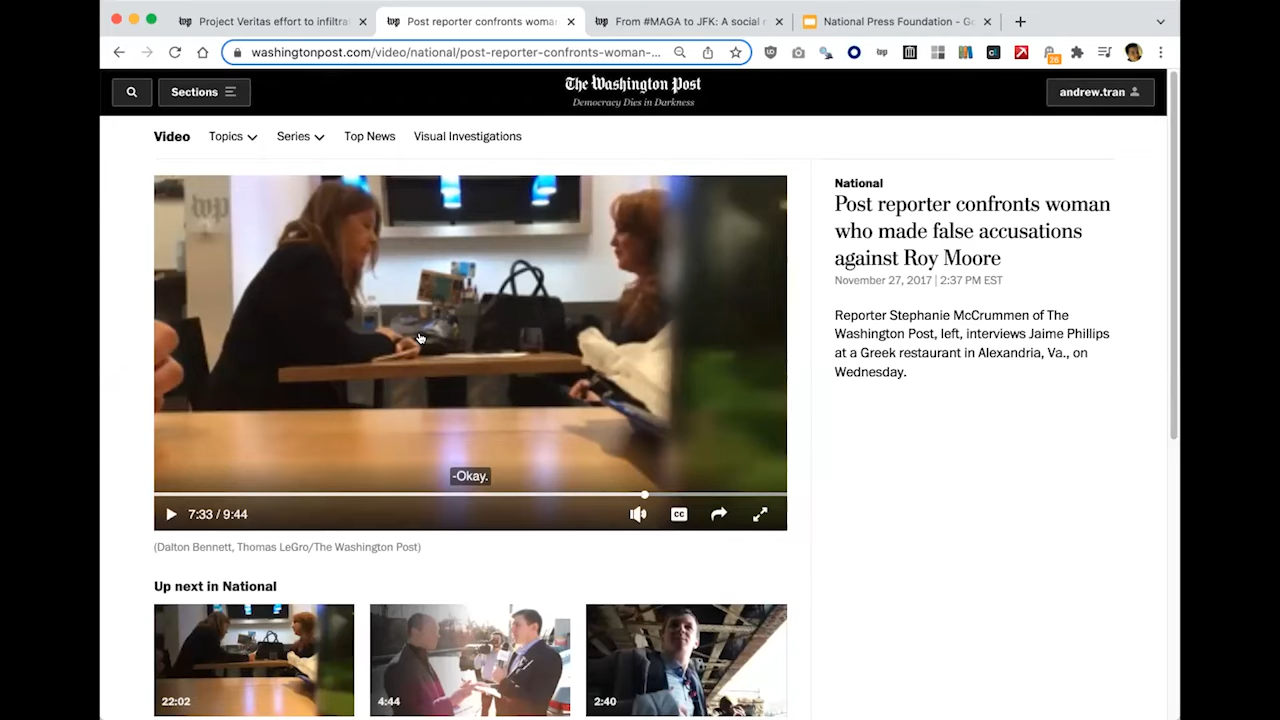 Project Veritas effort to infiltra
Post reporter confronts woma
From #MAGA to JFK: A social r
National Press Foundation - Go
washingtonpost.com/video/national/post-reporter-confronts-woman-...
26
Sections
The Washington Post
Democracy Dies in Darkness
andrew.tran
Video
Topics
Series
Top News
Visual Investigations
wp
-Okay.
7:33 / 9:44
CC
(Dalton Bennett, Thomas LeGro/The Washington Post)
National
Post reporter confronts woman
who made false accusations
against Roy Moore
November 27, 2017 | 2:37 PM EST
Reporter Stephanie McCrummen of The
Washington Post, left, interviews Jaime Phillips
at a Greek restaurant in Alexandria, Va., on
Wednesday.
Up next in National
22:02
4:44
2:40